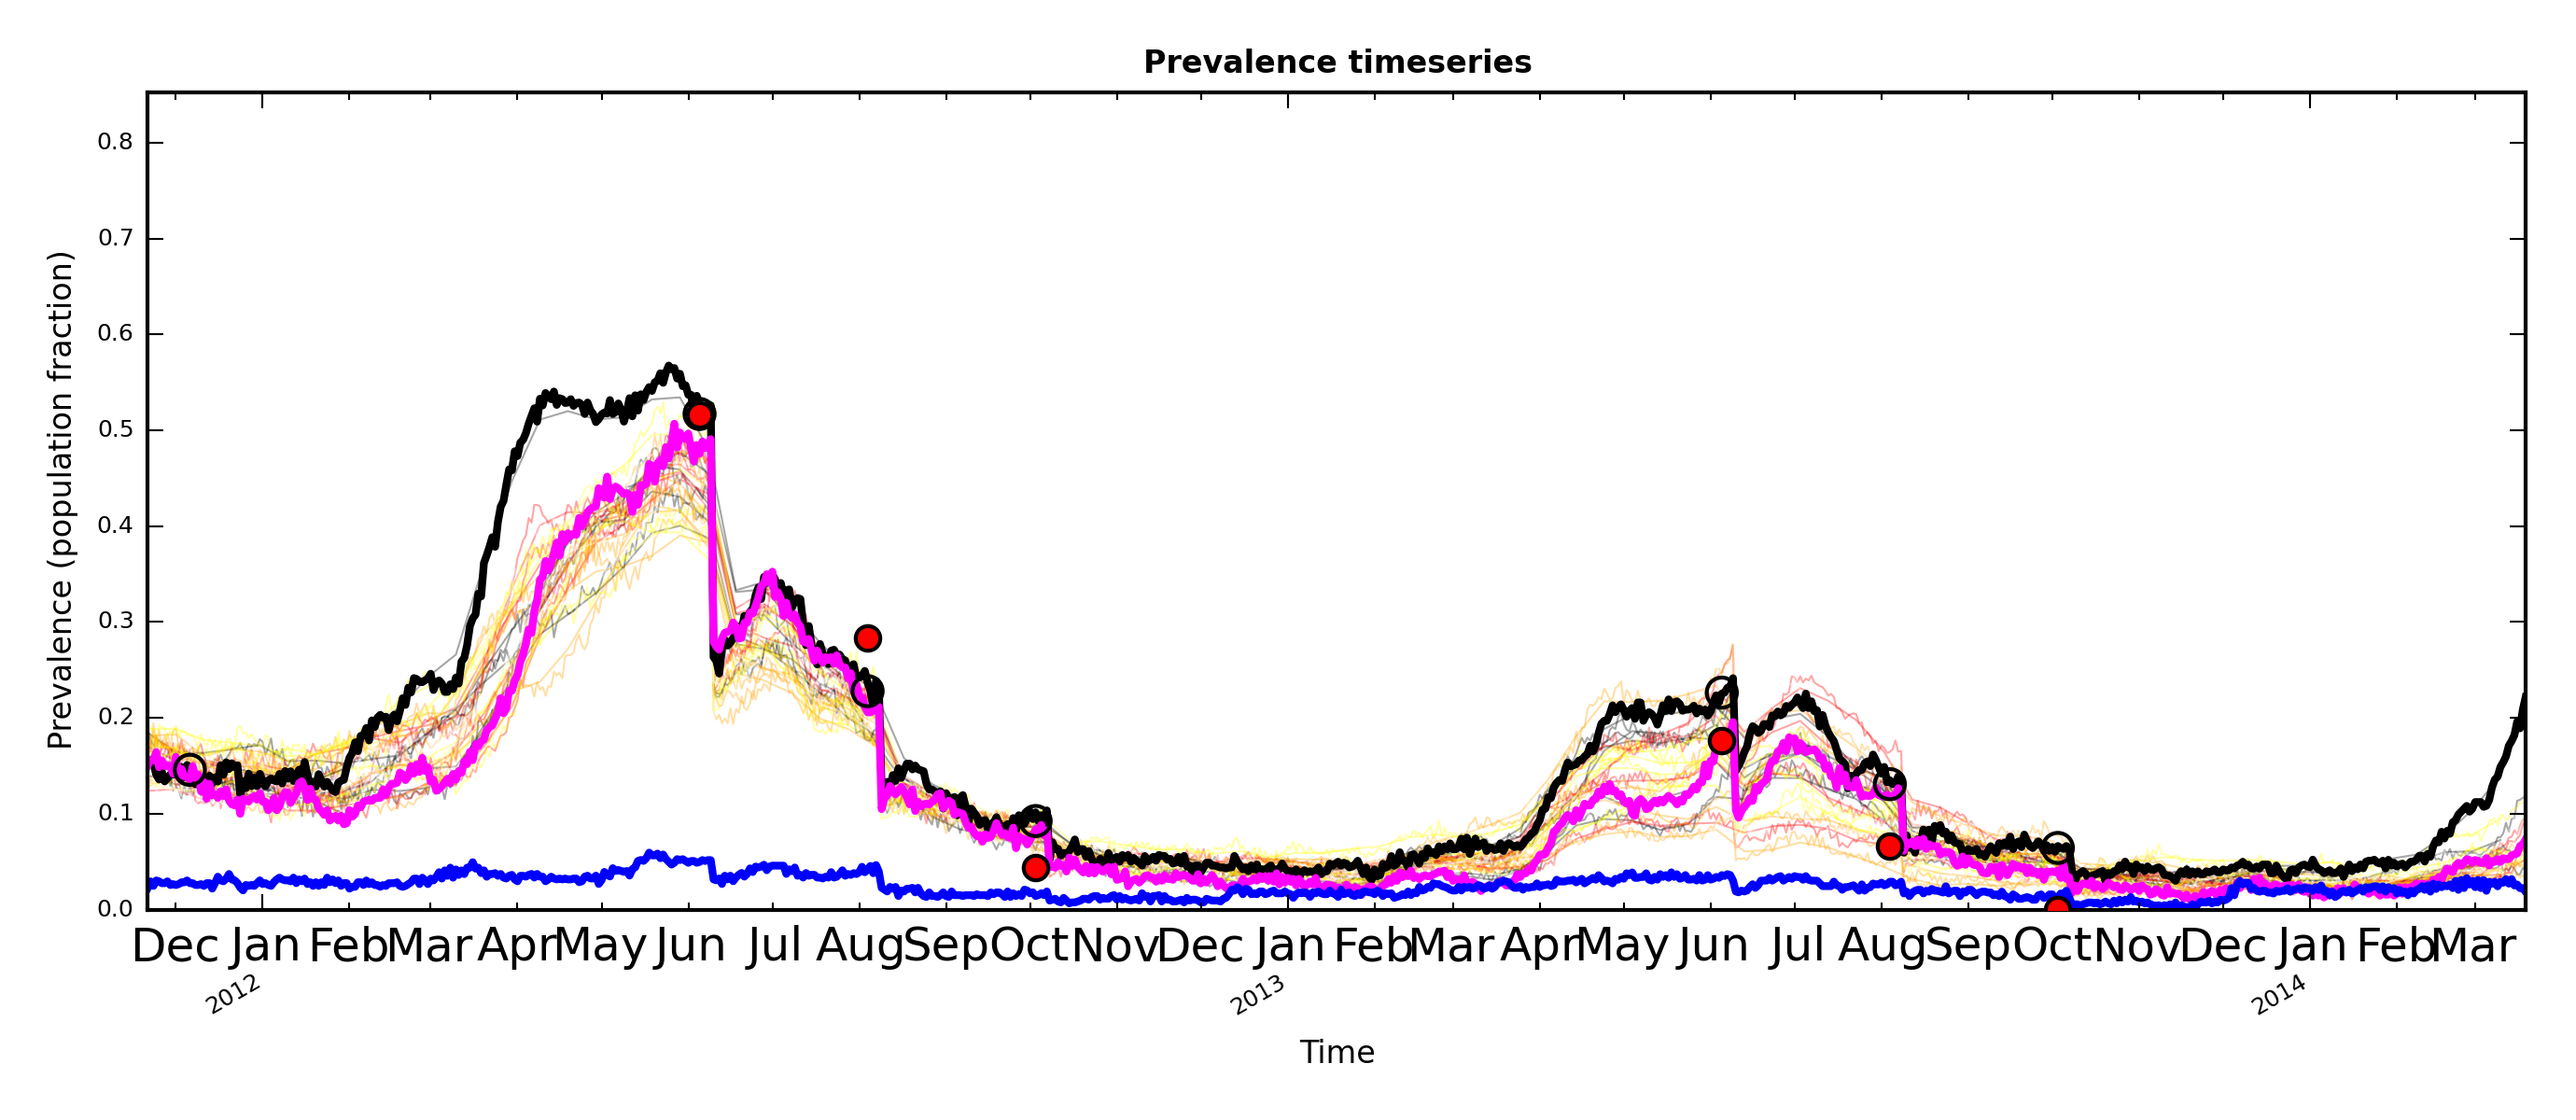 Prevalence timeseries
Prevalence (population fraction)
0.8
0.7
0.6
0.5
0.4
0.3
0.2
0.1
0.0
Dec Jan Feb Mar Apr May Jun Jul Aug Sep Oct Nov Dec Jan Feb Mar Apr May Jun Jul Aug Sep Oct Nov Dec Jan Feb Mar
2012 2013 2014
Time